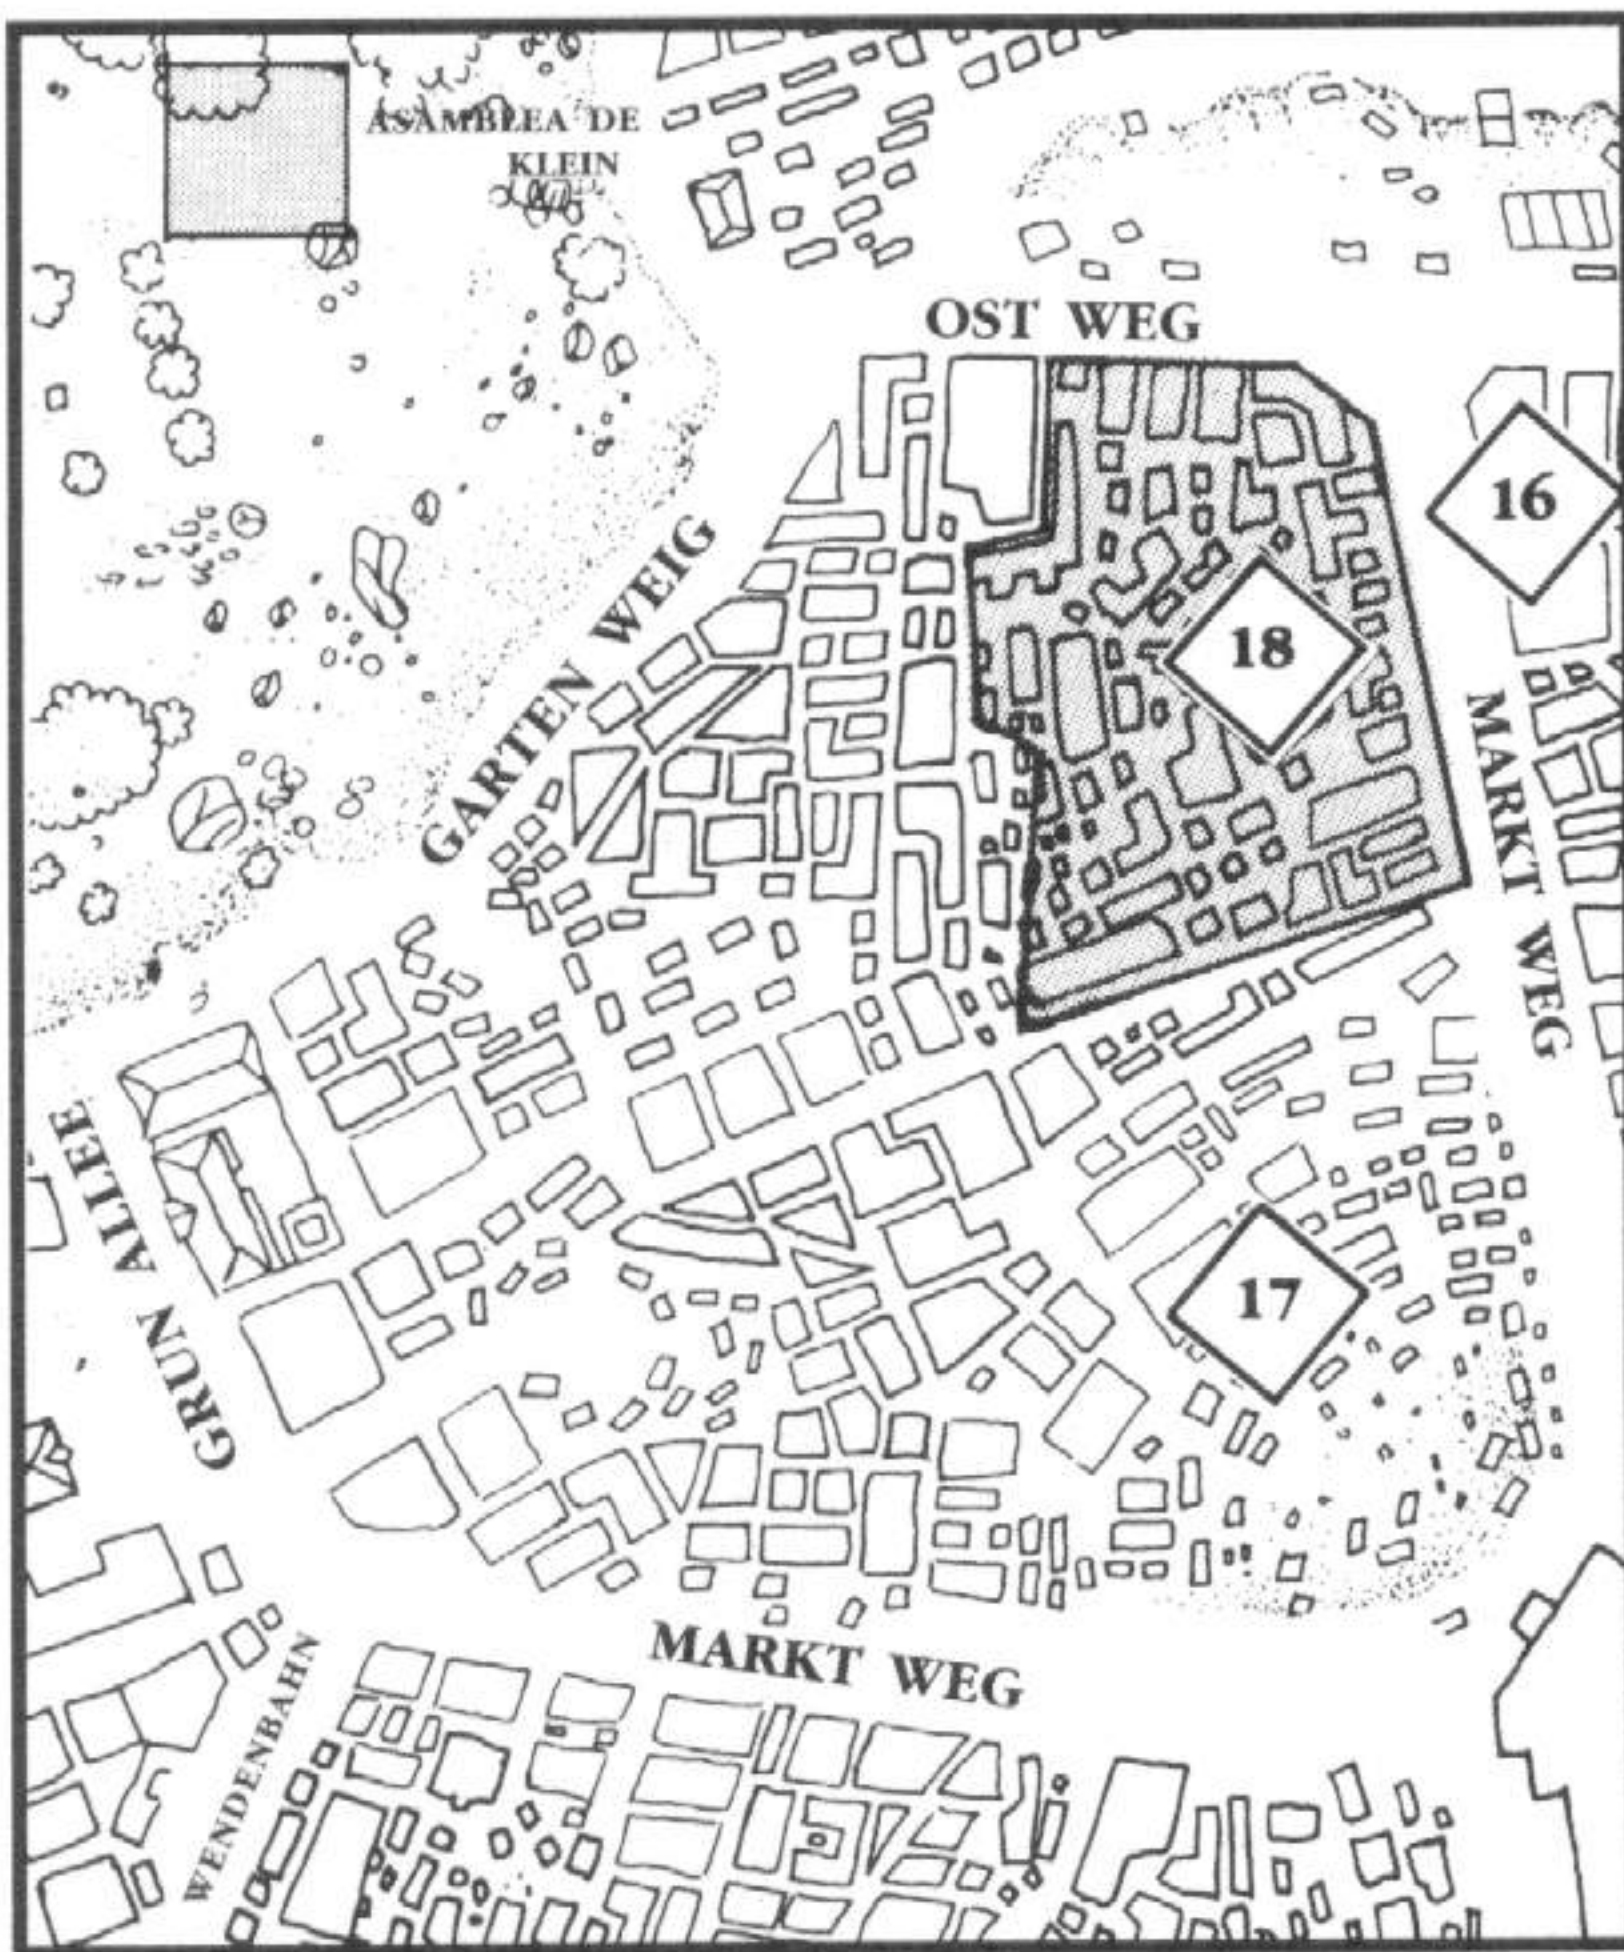 ASAMBLEA DE
KLEIN
OST WEG
16
GARTEN WEIG
18
MARKT WEG
GRUN ALLEE
17
MARKT WEG
WENDENBAHN